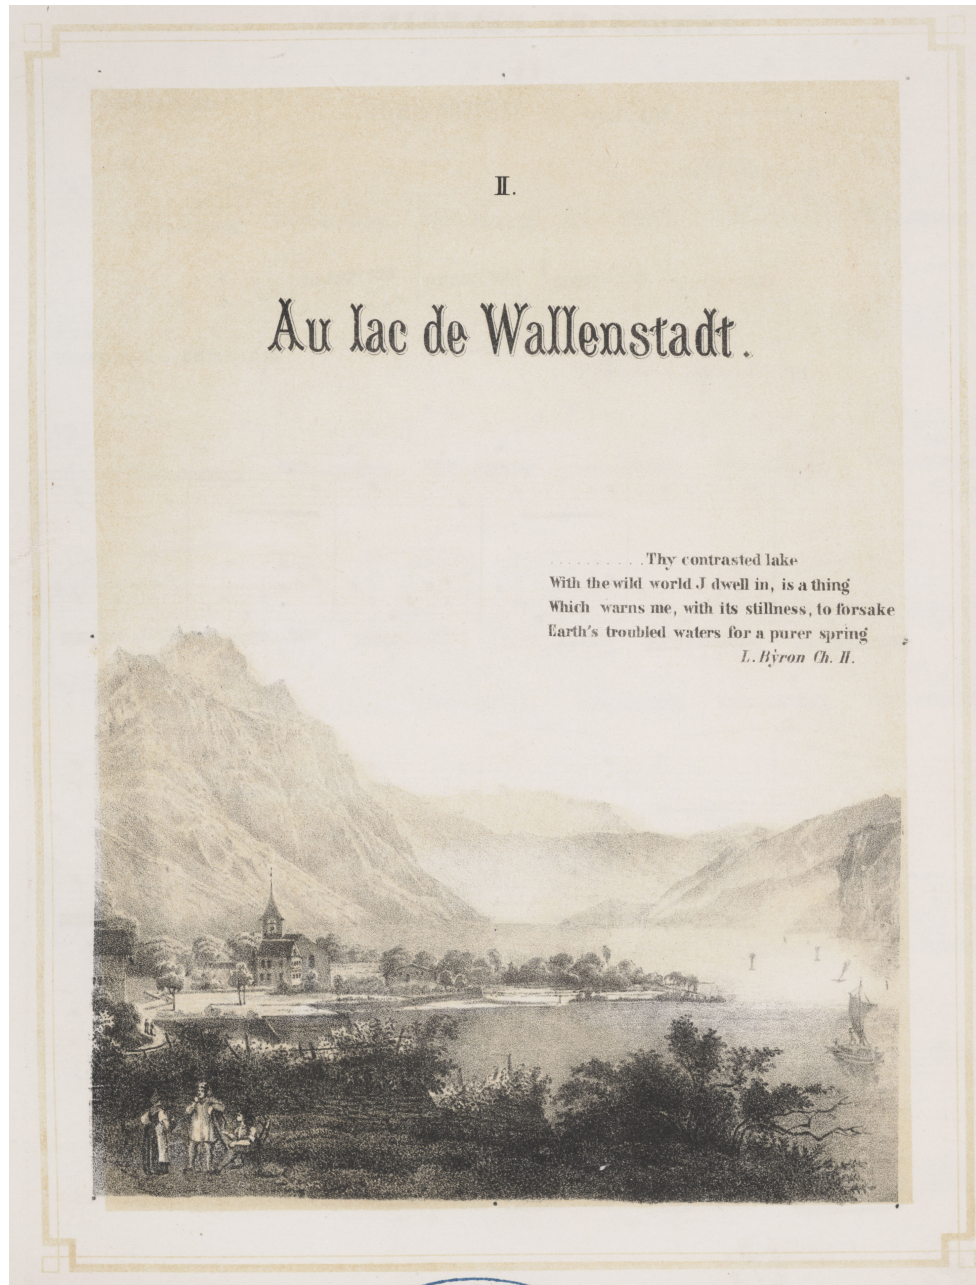 II.
Au lac de Wallenstadt.
. . . . . . . . . . Thy contrasted lake
With the wild world J dwell in, is a thing
Which warns me, with its stillness, to forsake
Earth's troubled waters for a purer spring
L. Byron Ch. II.